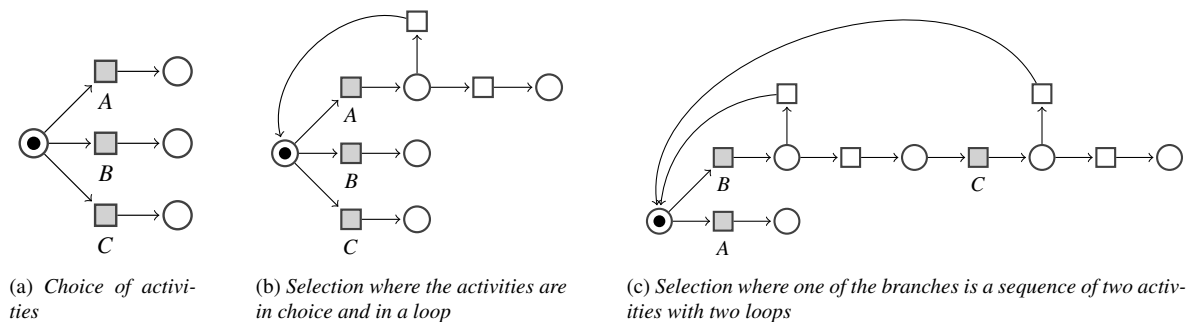 A
B
C
(a) Choice of activi-
ties
A
B
C
(b) Selection where the activities are
in choice and in a loop
B
C
A
(c) Selection where one of the branches is a sequence of two activ-
ities with two loops